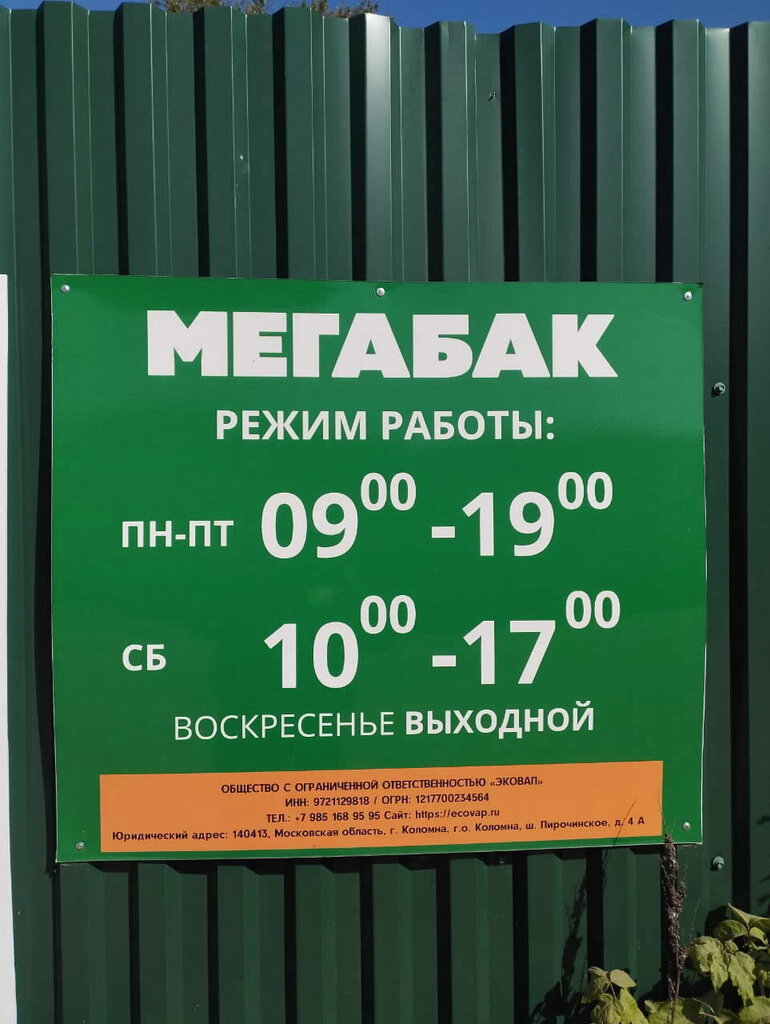 МЕГАБАК
РЕЖИМ РАБОТЫ:
ПН-ПТ 09⁰⁰ -19⁰⁰
СБ 10⁰⁰ -17⁰⁰
ВОСКРЕСЕНЬЕ ВЫХОДНОЙ
ОБЩЕСТВО С ОГРАНИЧЕННОЙ ОТВЕТСТВЕННОСТЬЮ «ЭКОВАП»
ИНН: 9721129818 / ОГРН: 1217700234564
ТЕЛ.: +7 985 168 95 95 Сайт: https://ecovap.ru
Юридический адрес: 140413, Московская область, г. Коломна, г.о. Коломна, ш. Пирочинское, д. 4 А